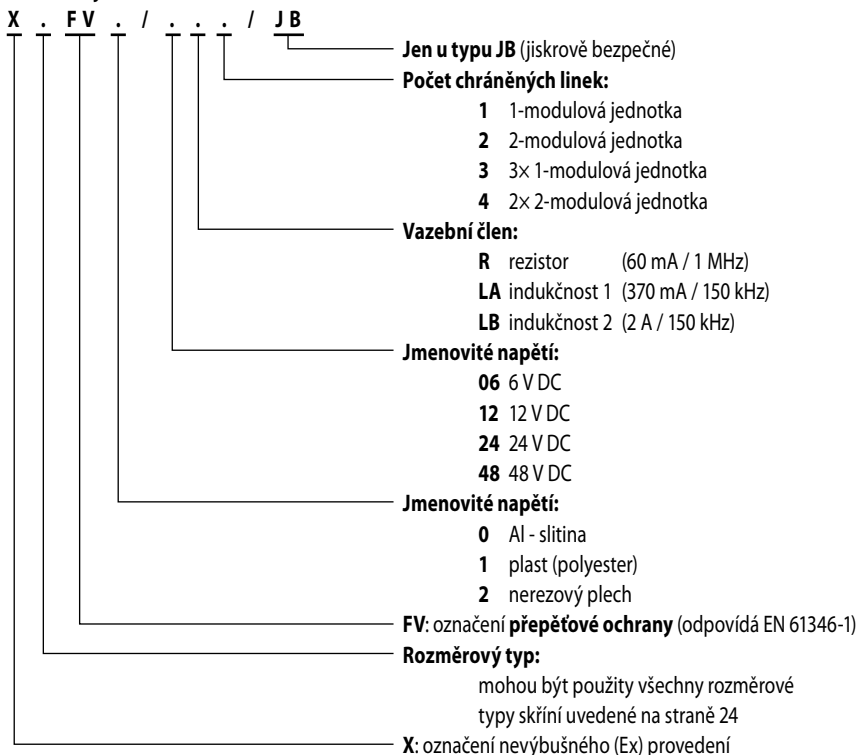 X . FV . / . . . / JB
Jen u typu JB (jiskrově bezpečné)
Počet chráněných linek:
1 1-modulová jednotka
2 2-modulová jednotka
3 3× 1-modulová jednotka
4 2× 2-modulová jednotka
Vazební člen:
R rezistor (60 mA / 1 MHz)
LA indukčnost 1 (370 mA / 150 kHz)
LB indukčnost 2 (2 A / 150 kHz)
Jmenovité napětí:
06 6 V DC
12 12 V DC
24 24 V DC
48 48 V DC
Jmenovité napětí:
0 Al - slitina
1 plast (polyester)
2 nerezový plech
FV: označení přepěťové ochrany (odpovídá EN 61346-1)
Rozměrový typ:
mohou být použity všechny rozměrové
typy skříní uvedené na straně 24
X: označení nevýbušného (Ex) provedení